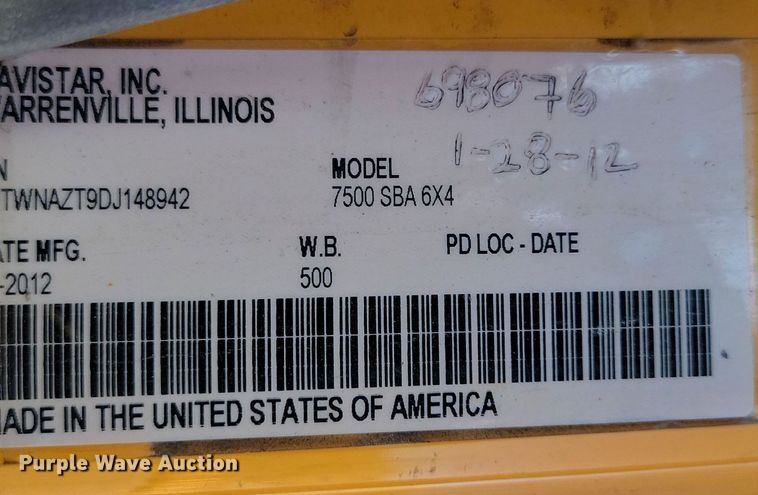 AVISTAR, INC.
ARRENVILLE, ILLINOIS
698076
1-28-12
N
MODEL
TWNAZT9DJ148942
7500 SBA 6X4
ATE MFG.
W.B.
PD LOC - DATE
-2012
500
MADE IN THE UNITED STATES OF AMERICA
Purple Wave Auction